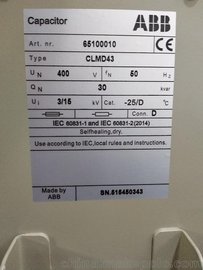 Capacitor ABB
Art. nr. 65100010
Type CLMD43 CE
U N 400 V f N 50 Hz
Q N 30 kvar
U i 3/15 kV Cat. -25/D °C
Conn. D
IEC 60831-1 and IEC 60831-2(2014)
Selfhealing,dry.
Use according to IEC,local rules and instructions.
Made by
ABB SN.515450343